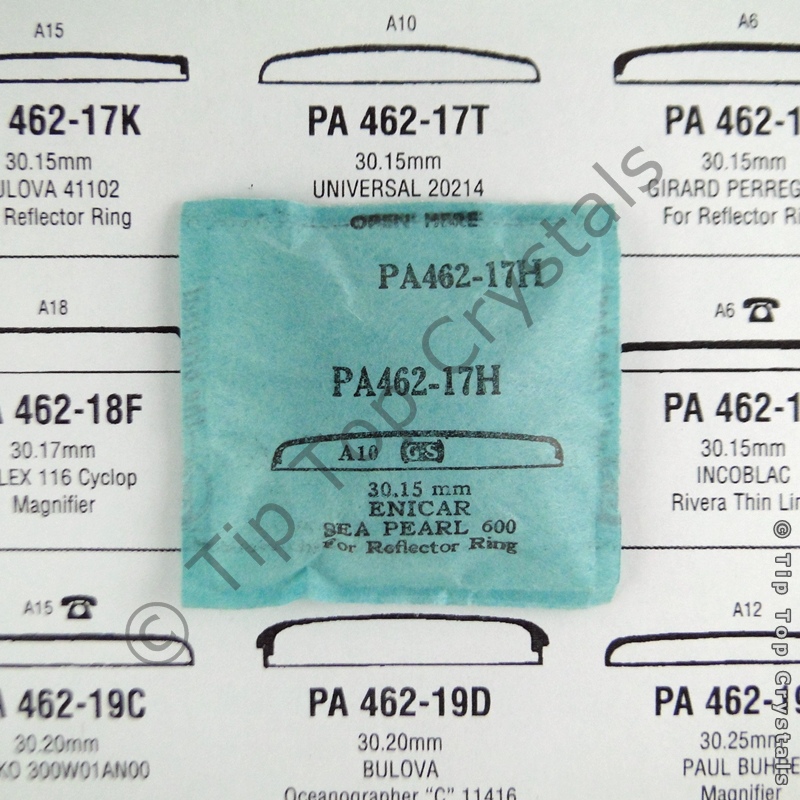 A15
A10
A6
462-17K
PA 462-17T
PA 462-1
30.15mm
30.15mm
30.15mm
ULOVA 41102
UNIVERSAL 20214
GIRARD PERREG
Reflector Ring
For Reflector Ri
OPEN HERE
PA462-17H
A18
A6
PA462-17H
462-18F
PA 462-1
A10 GS
30.17mm
30.15mm
LEX 116 Cyclop
INCOBLAC
Magnifier
Rivera Thin Lin
30.15 mm
ENICAR
SEA PEARL 600
For Reflector Ring
A15
A12
A 462-19C
PA 462-19D
PA 462-19
30.20mm
30.20mm
30.25mm
KO 300W01AN00
BULOVA
PAUL BUHRE
Oceanographer "C" 11416
Magnifier
© Tip Top Crystals
© Tip Top Crystals